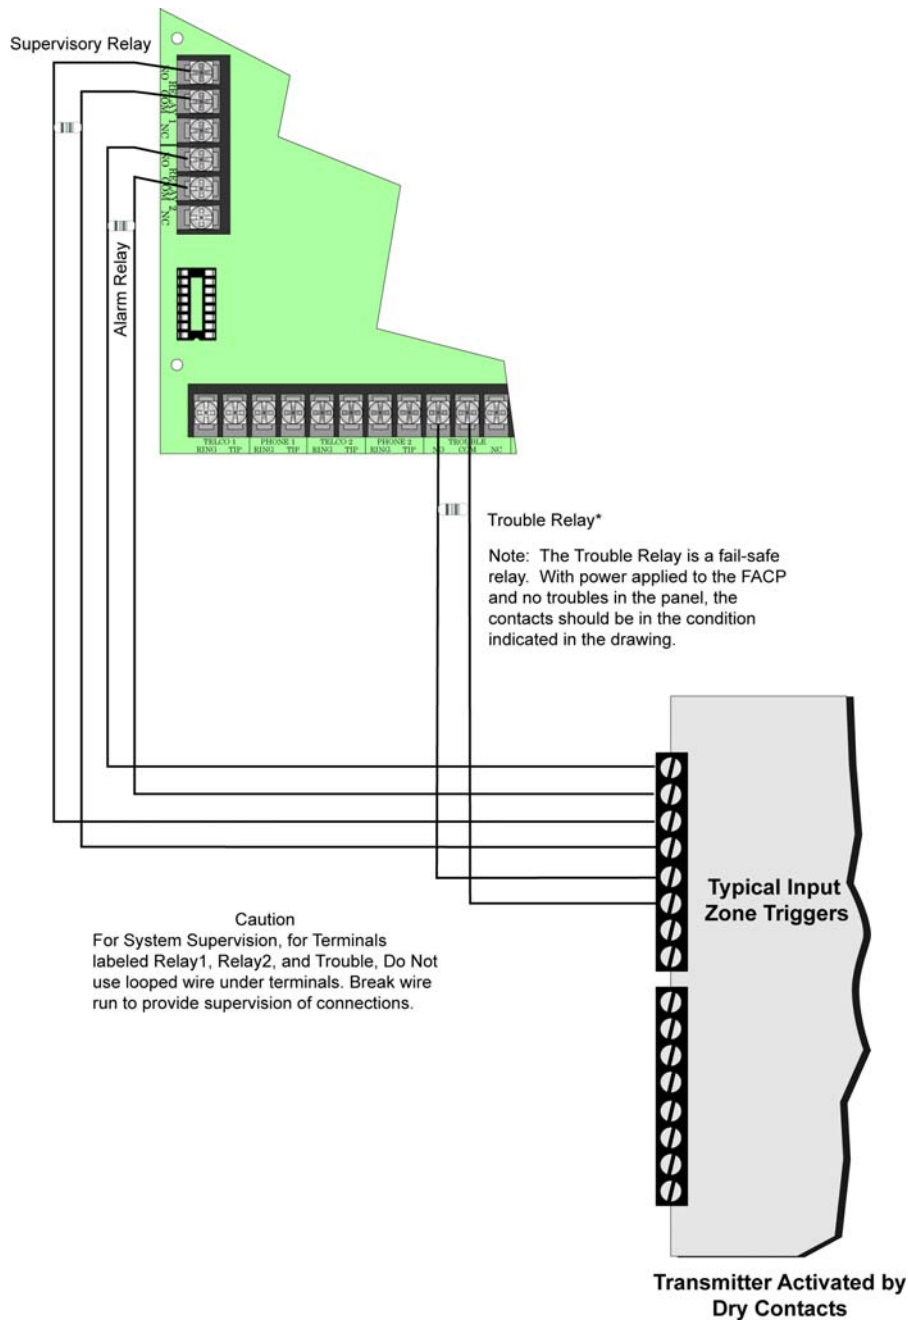 Supervisory Relay
NO COM NC
RELAY 1
NO COM NC
RELAY 2
Alarm Relay
TELCO 1 PHONE 1 TELCO 2 PHONE 2 TROUBLE
RING TIP RING TIP RING TIP RING TIP NO COM NC
Trouble Relay*
Note: The Trouble Relay is a fail-safe
relay. With power applied to the FACP
and no troubles in the panel, the
contacts should be in the condition
indicated in the drawing.
Typical Input
Zone Triggers
Caution
For System Supervision, for Terminals
labeled Relay1, Relay2, and Trouble, Do Not
use looped wire under terminals. Break wire
run to provide supervision of connections.
Transmitter Activated by
Dry Contacts